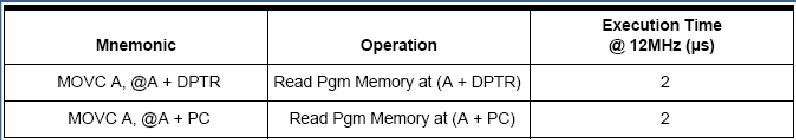 Mnemonic Operation Execution Time @ 12MHz (µs)
MOVC A, @A + DPTR Read Pgm Memory at (A + DPTR) 2
MOVC A, @A + PC Read Pgm Memory at (A + PC) 2